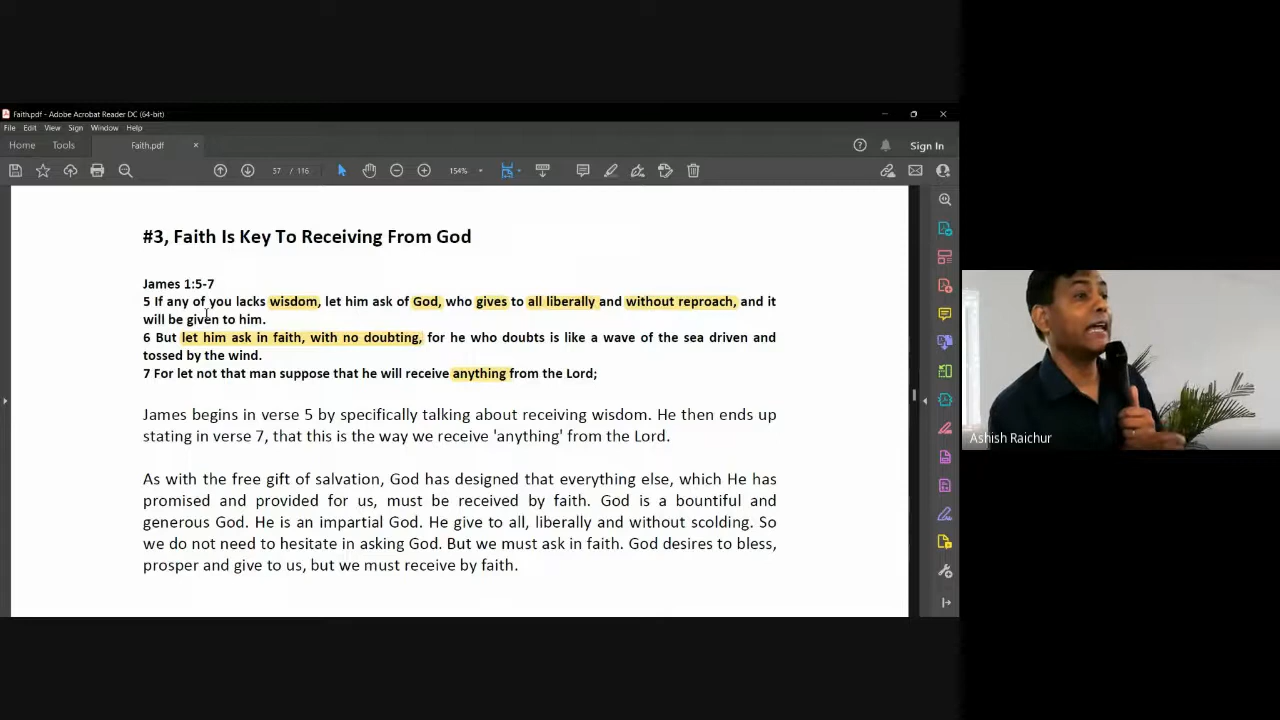 Faith.pdf - Adobe Acrobat Reader DC (64-bit)
File Edit View Sign Window Help
Home Tools Faith.pdf × Sign In
57 / 116 154%
#3, Faith Is Key To Receiving From God
James 1:5-7
5 If any of you lacks wisdom, let him ask of God, who gives to all liberally and without reproach, and it
will be given to him.
6 But let him ask in faith, with no doubting, for he who doubts is like a wave of the sea driven and
tossed by the wind.
7 For let not that man suppose that he will receive anything from the Lord;
James begins in verse 5 by specifically talking about receiving wisdom. He then ends up
stating in verse 7, that this is the way we receive 'anything' from the Lord.
As with the free gift of salvation, God has designed that everything else, which He has
promised and provided for us, must be received by faith. God is a bountiful and
generous God. He is an impartial God. He give to all, liberally and without scolding. So
we do not need to hesitate in asking God. But we must ask in faith. God desires to bless,
prosper and give to us, but we must receive by faith.
Ashish Raichur